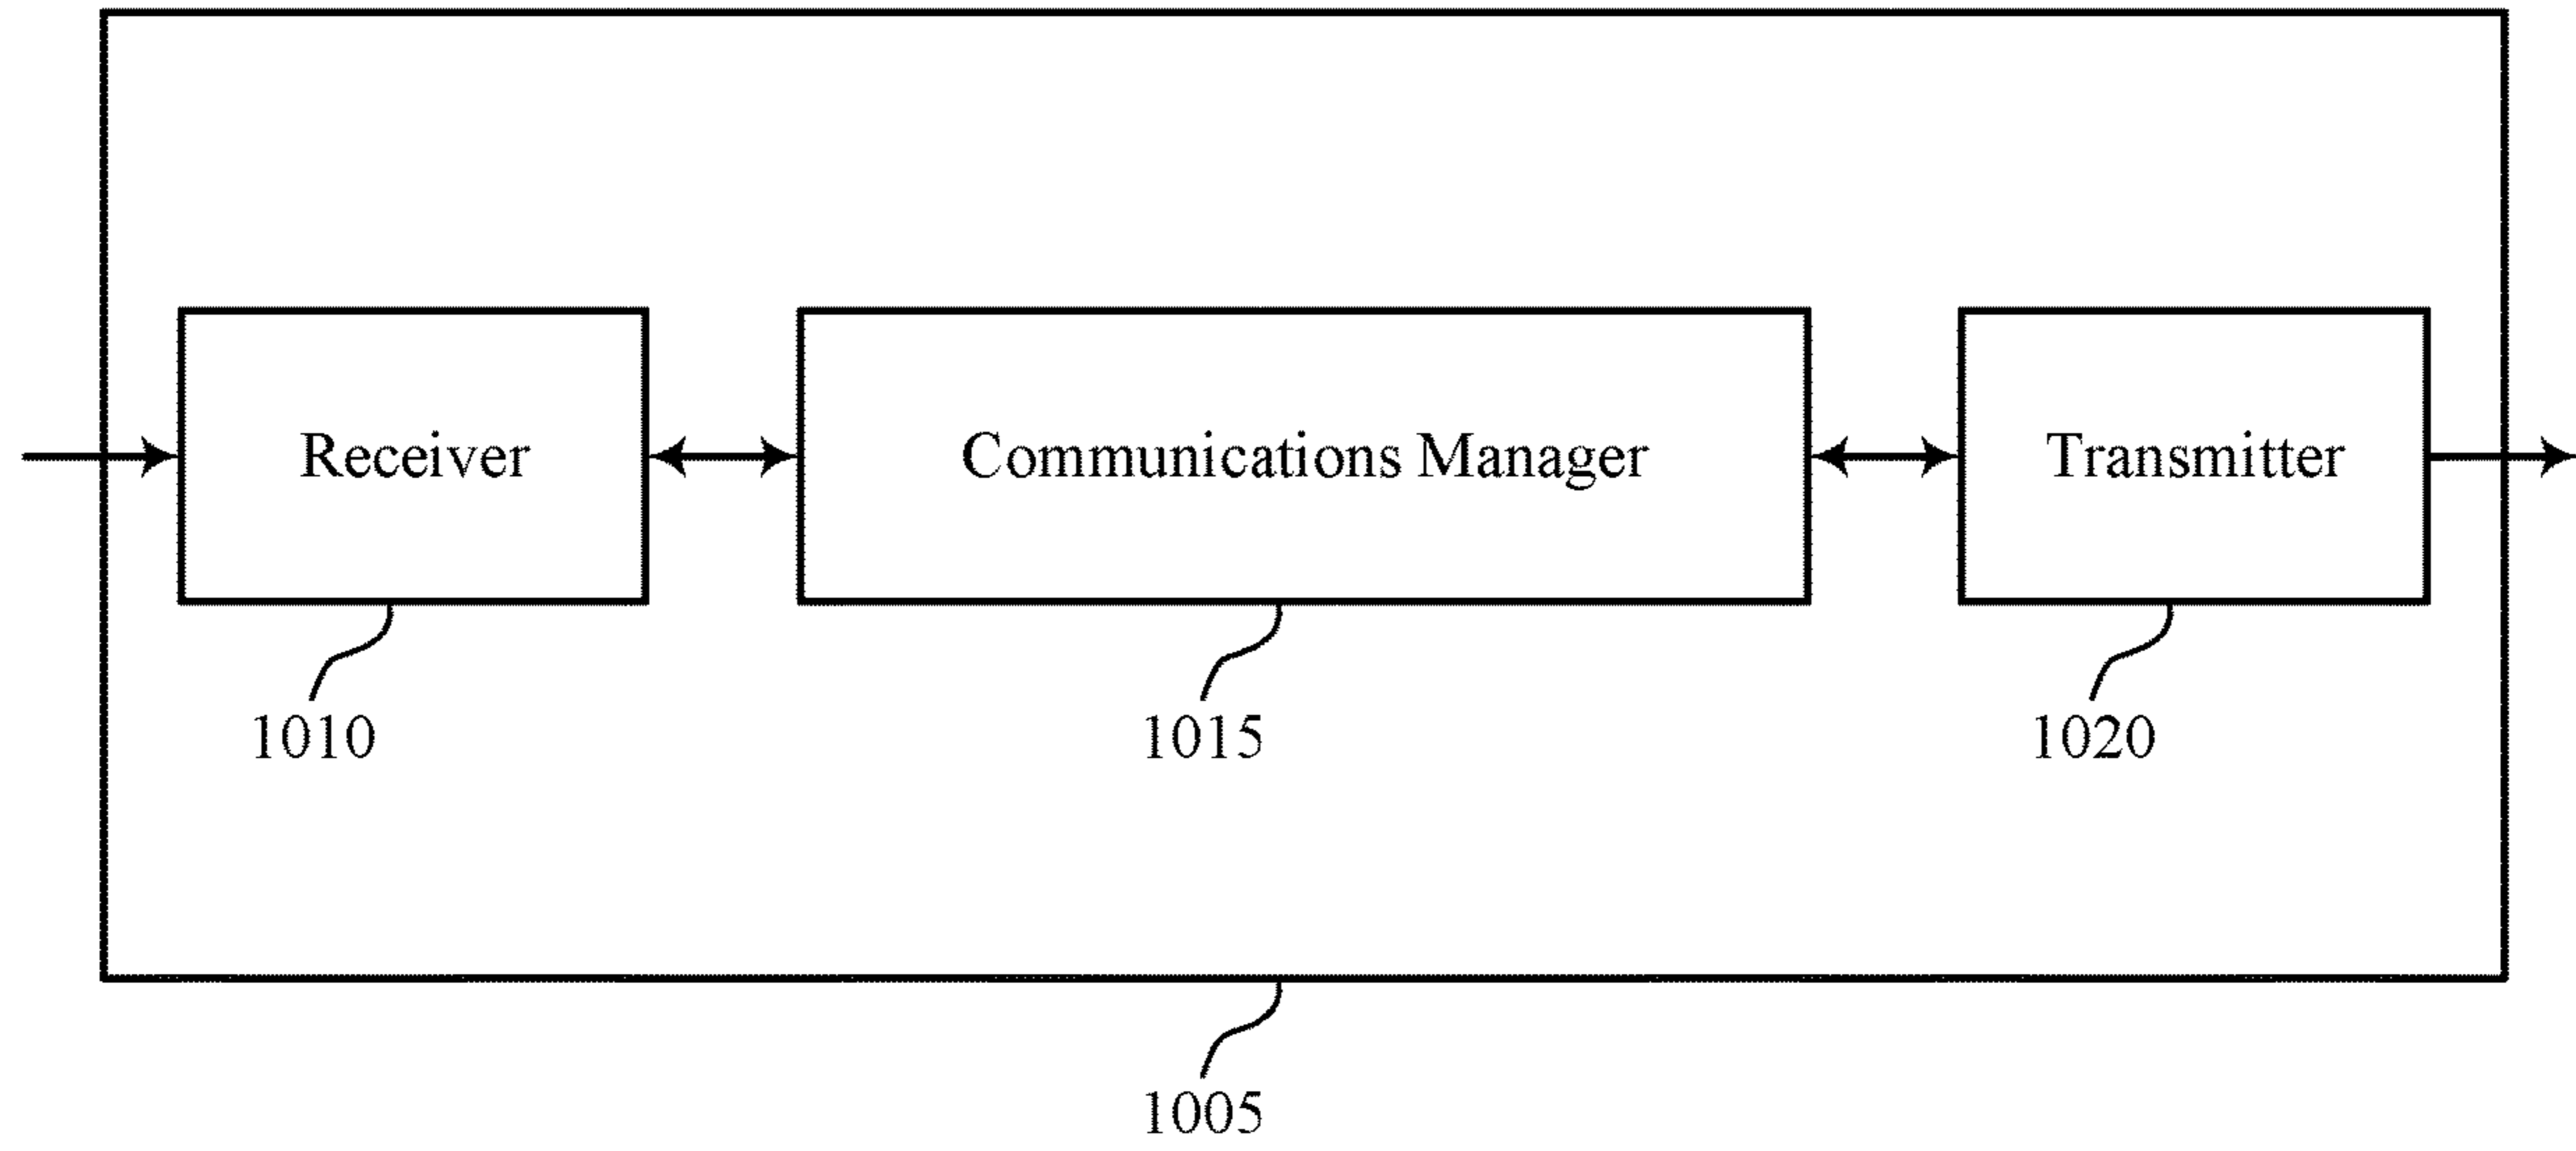 Receiver
Communications Manager
Transmitter
1010
1015
1020
1005